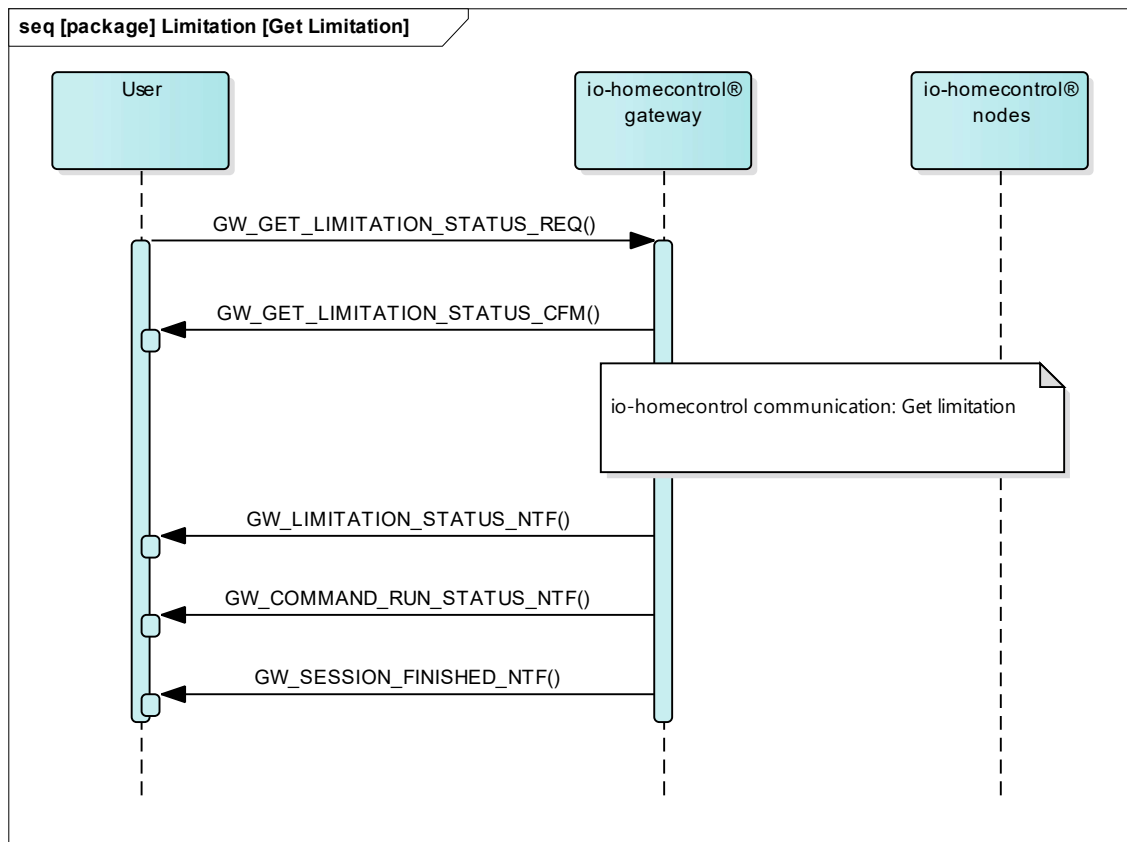 seq [package] Limitation [Get Limitation]
User
io-homecontrol®
gateway
io-homecontrol®
nodes
GW_GET_LIMITATION_STATUS_REQ()
GW_GET_LIMITATION_STATUS_CFM()
io-homecontrol communication: Get limitation
GW_LIMITATION_STATUS_NTF()
GW_COMMAND_RUN_STATUS_NTF()
GW_SESSION_FINISHED_NTF()